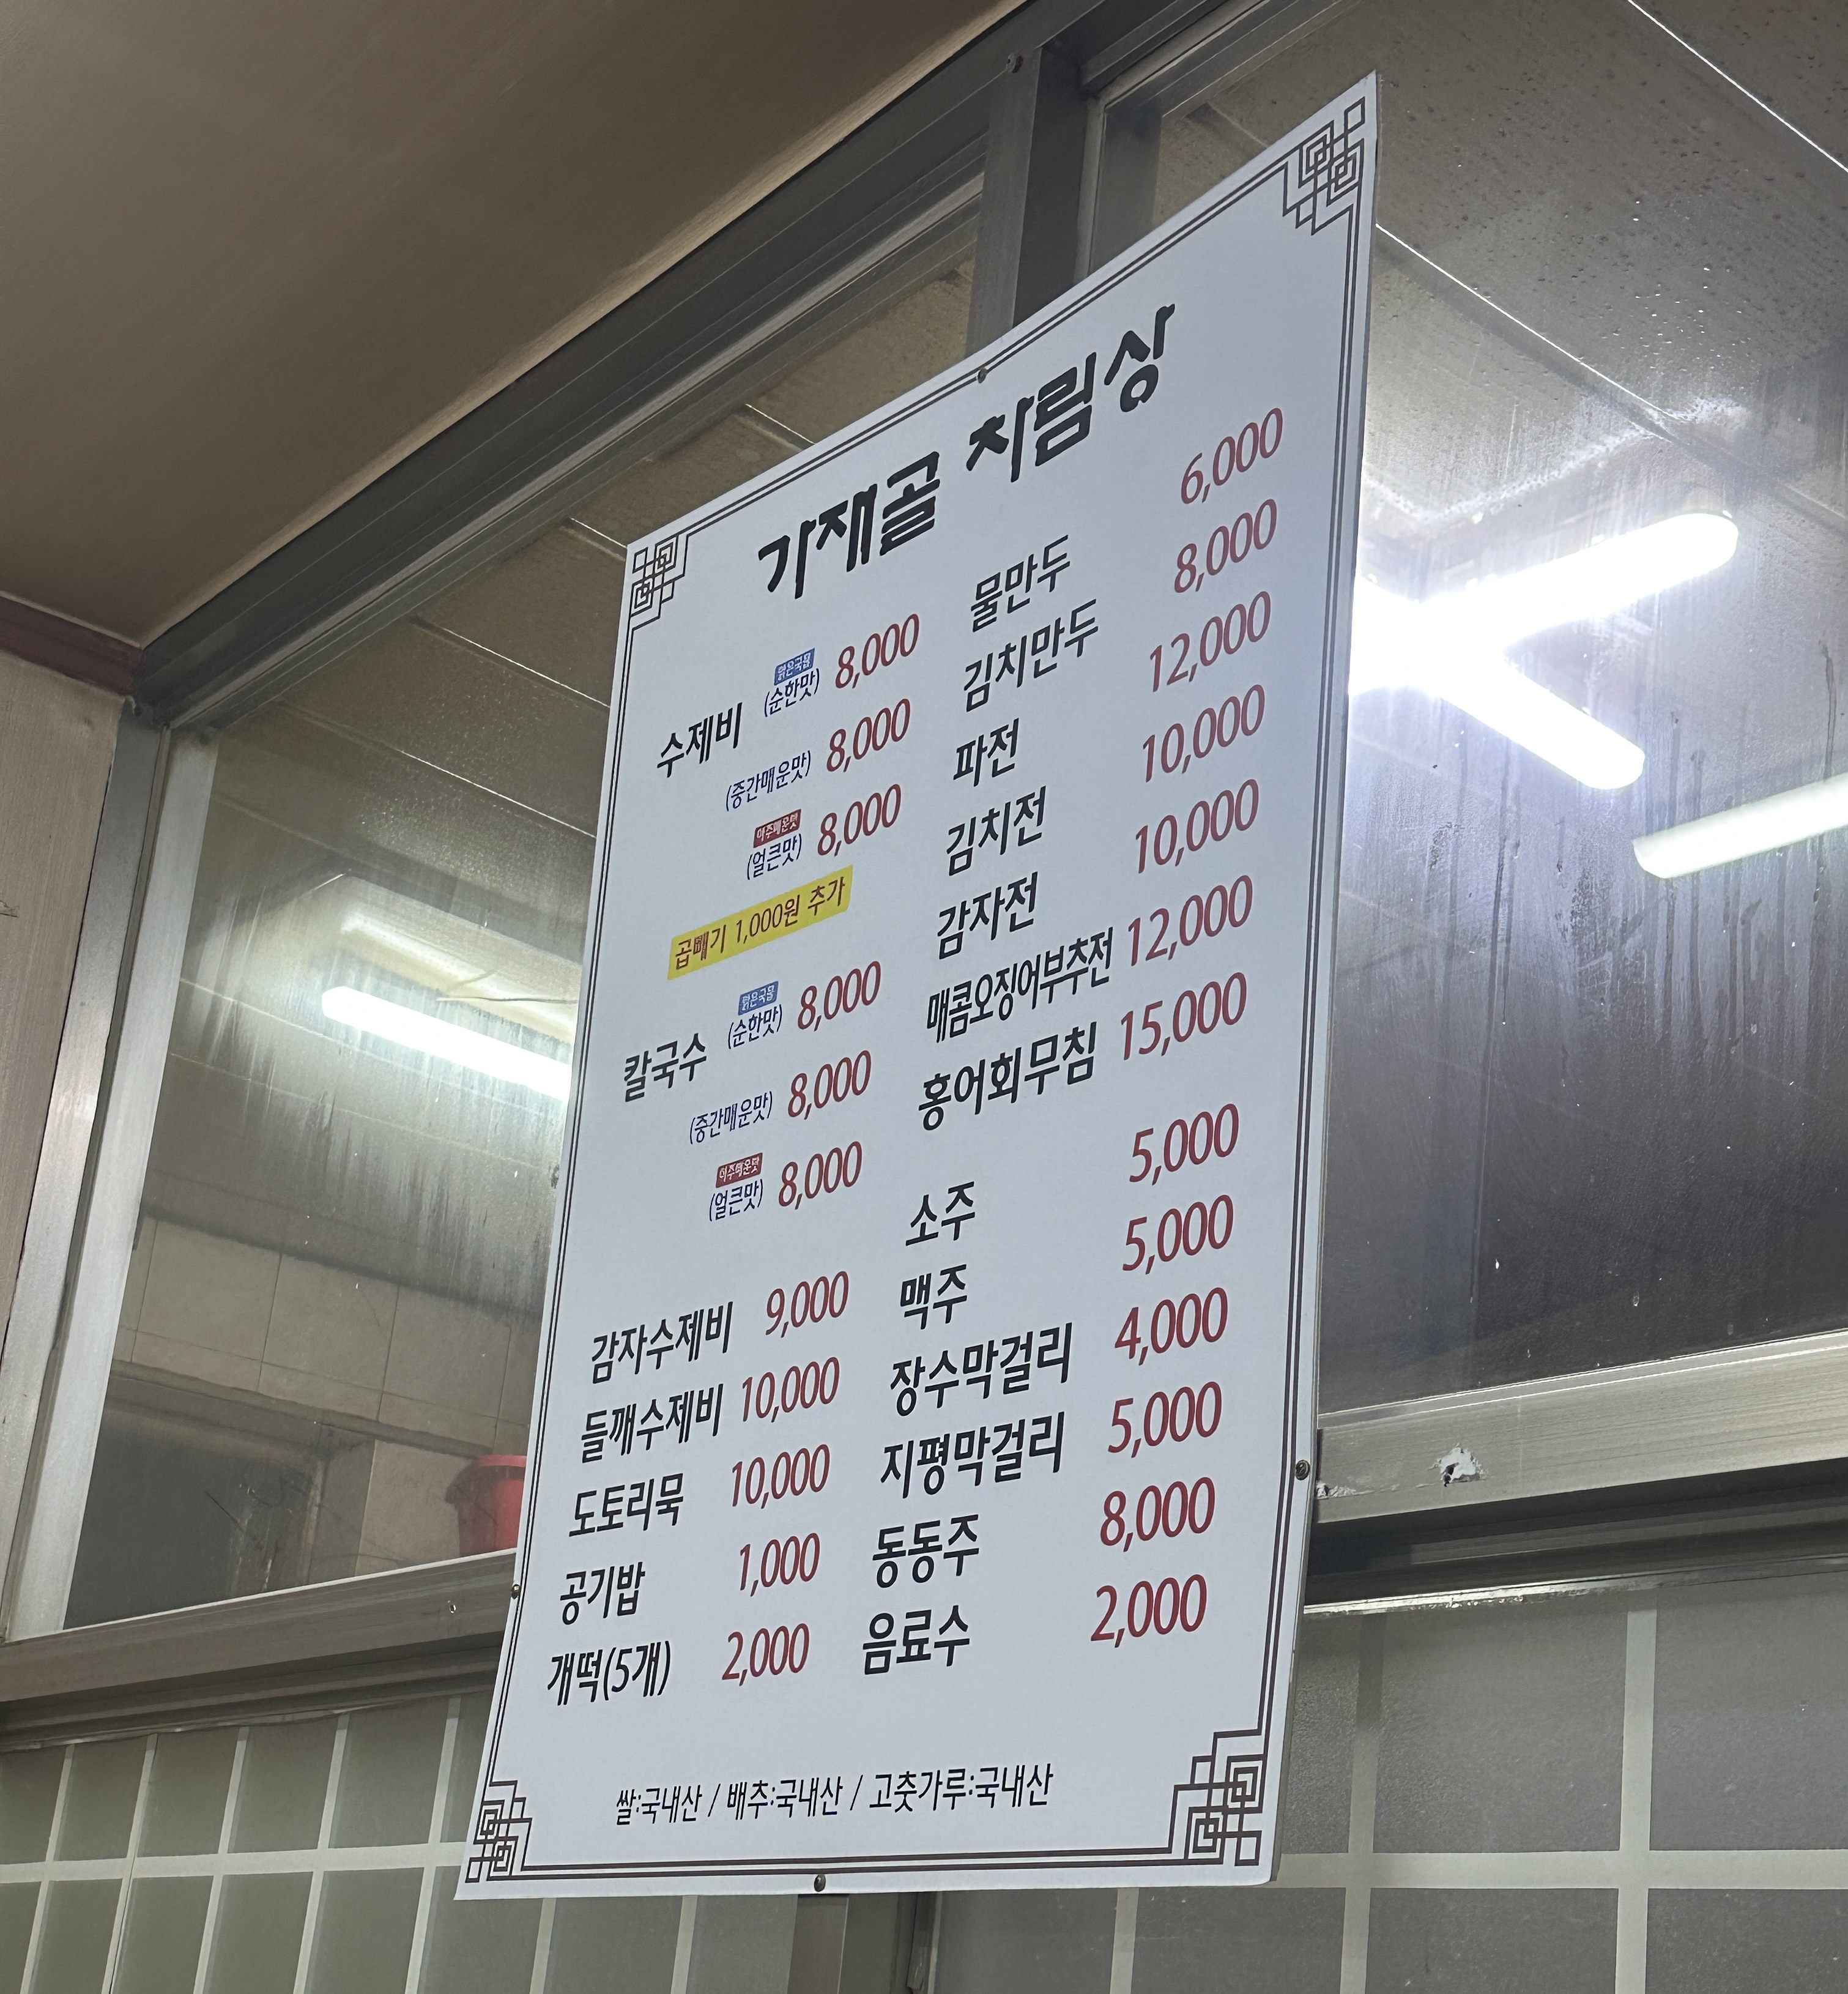 가재골 차림상
맑은국물
수제비 (순한맛) 8,000
(중간매운맛) 8,000
아주매운맛
(얼큰맛) 8,000
곱빼기 1,000원 추가
맑은국물
칼국수 (순한맛) 8,000
(중간매운맛) 8,000
아주매운맛
(얼큰맛) 8,000
감자수제비 9,000
들깨수제비 10,000
도토리묵 10,000
공기밥 1,000
개떡(5개) 2,000
물만두 6,000
김치만두 8,000
파전 12,000
김치전 10,000
감자전 10,000
매콤오징어부추전 12,000
홍어회무침 15,000
소주 5,000
맥주 5,000
장수막걸리 4,000
지평막걸리 5,000
동동주 8,000
음료수 2,000
쌀:국내산 / 배추:국내산 / 고춧가루:국내산